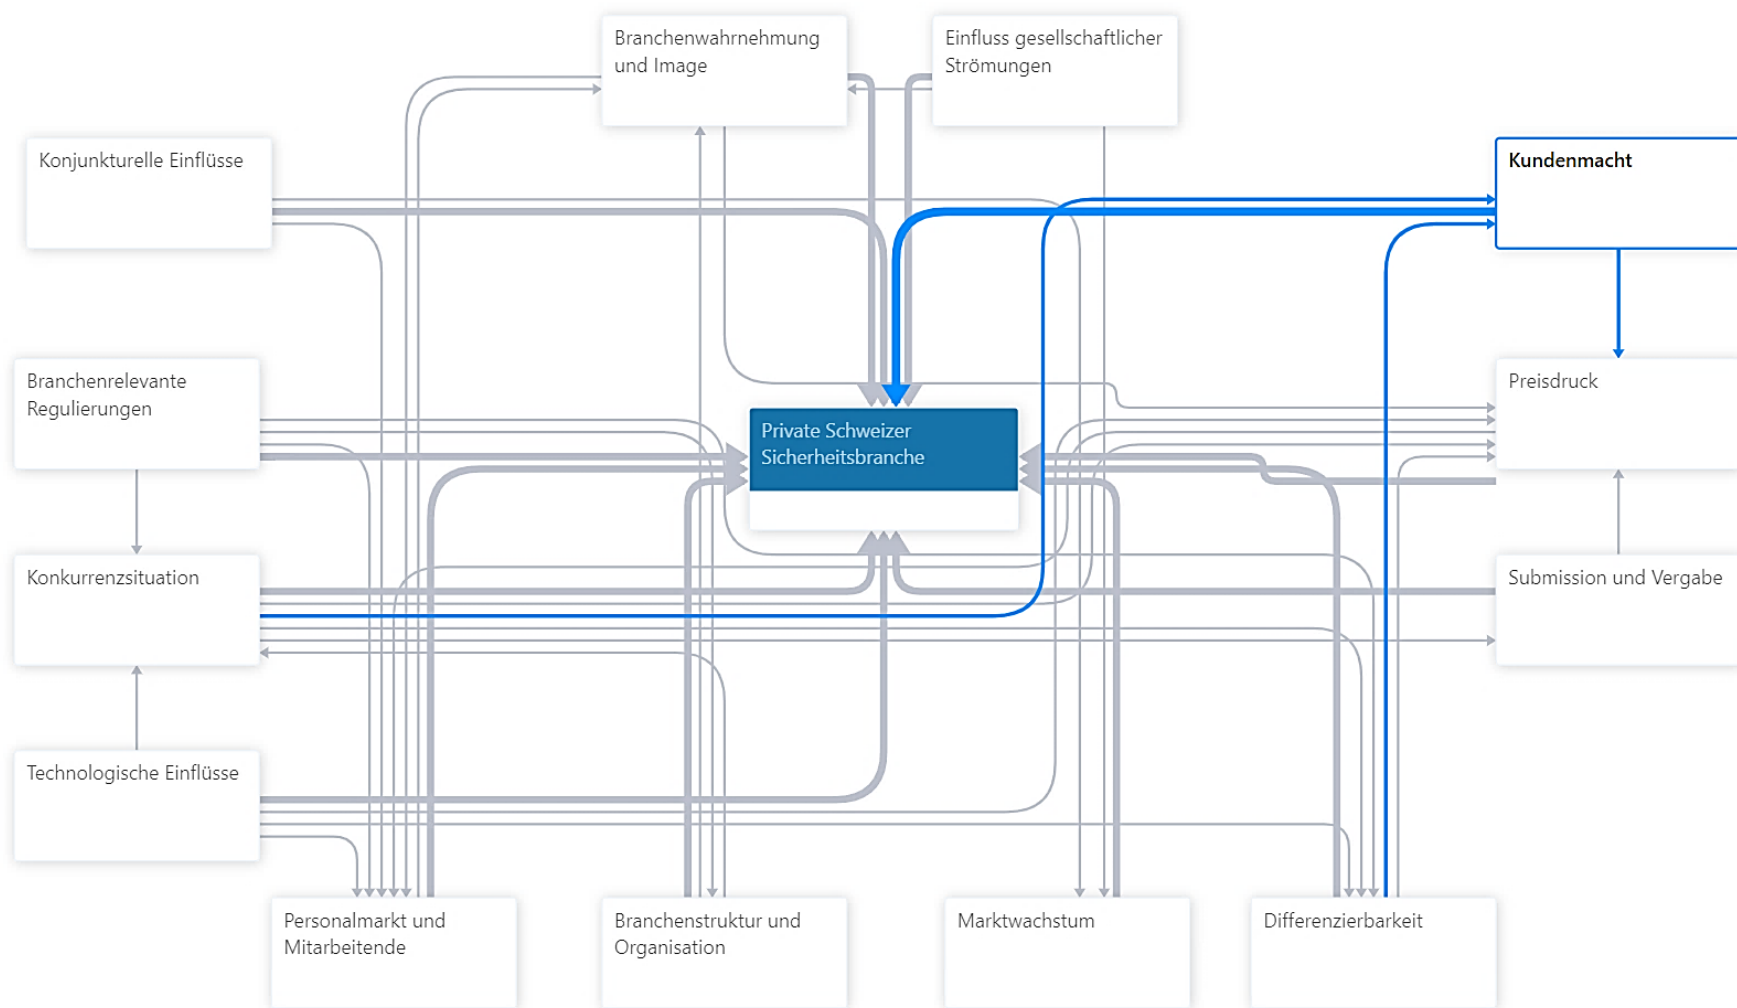 Branchenwahrnehmung
und Image
Einfluss gesellschaftlicher
Strömungen
Konjunkturelle Einflüsse
Kundenmacht
Branchenrelevante
Regulierungen
Preisdruck
Private Schweizer
Sicherheitsbranche
Konkurrenzsituation
Submission und Vergabe
Technologische Einflüsse
Personalmarkt und
Mitarbeitende
Branchenstruktur und
Organisation
Marktwachstum
Differenzierbarkeit